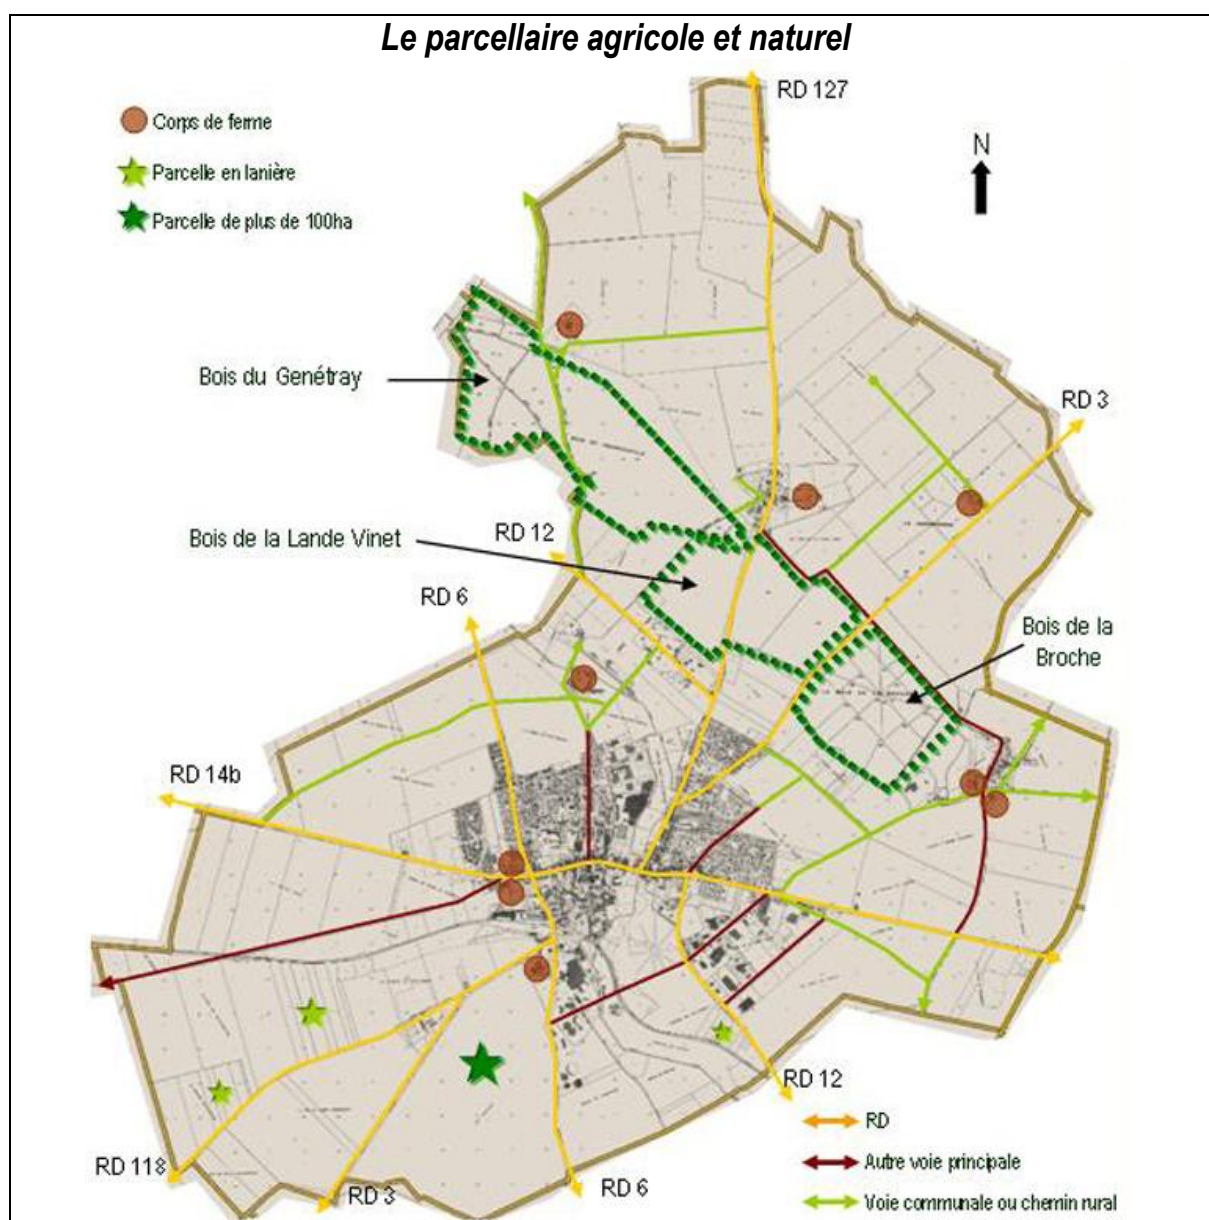 Le parcellaire agricole et naturel
RD 127
Corps de ferme
N
Parcelle en lanière
Parcelle de plus de 100ha
Bois du Genétray
RD 3
RD 12
Bois de la Lande Vinet
RD 6
Bois de la
Broche
RD 14b
RD 12
RD 118
RD 3
RD 6
RD
Autre voie principale
Voie communale ou chemin rural